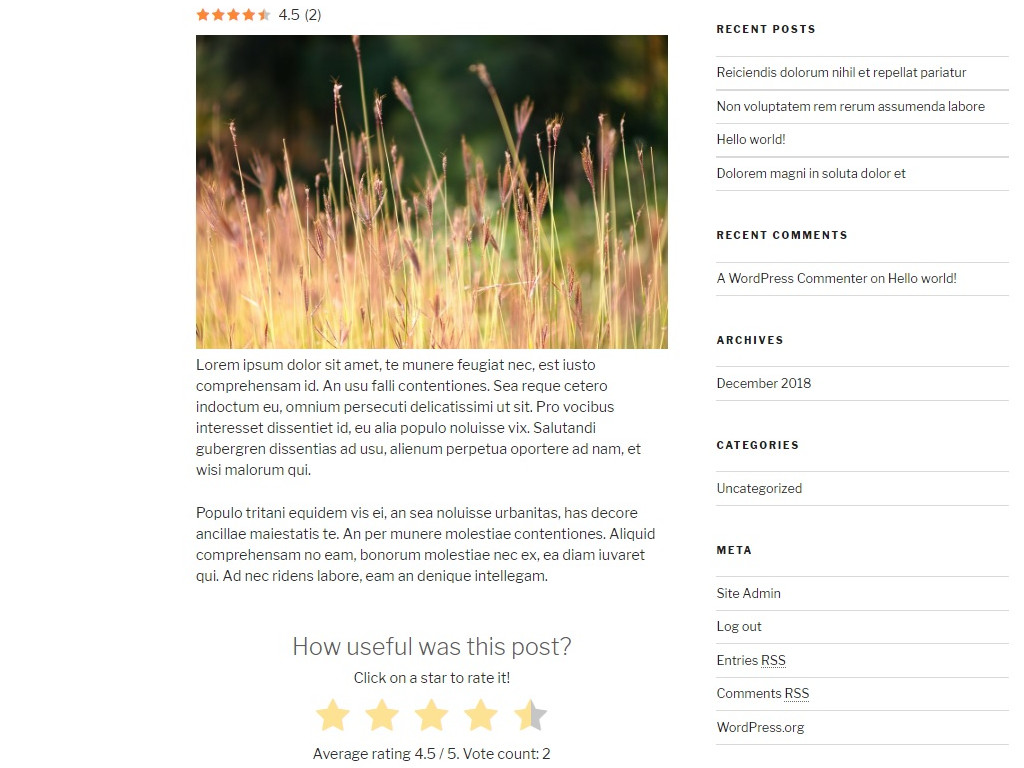 4.5 (2)
Lorem ipsum dolor sit amet, te munere feugiat nec, est iusto
comprehensam id. An usu falli contentiones. Sea reque cetero
indoctum eu, omnium persecuti delicatissimi ut sit. Pro vocibus
interesset dissentiet id, eu alia populo noluisse vix. Salutandi
gubergren dissentias ad usu, alienum perpetua oportere ad nam, et
wisi malorum qui.
Populo tritani equidem vis ei, an sea noluisse urbanitas, has decore
ancillae maiestatis te. An per munere molestiae contentiones. Aliquid
comprehensam no eam, bonorum molestiae nec ex, ea diam iuvaret
qui. Ad nec ridens labore, eam an denique intellegam.
How useful was this post?
Click on a star to rate it!
Average rating 4.5 / 5. Vote count: 2
RECENT POSTS
Reiciendis dolorum nihil et repellat pariatur
Non voluptatem rem rerum assumenda labore
Hello world!
Dolorem magni in soluta dolor et
RECENT COMMENTS
A WordPress Commenter on Hello world!
ARCHIVES
December 2018
CATEGORIES
Uncategorized
META
Site Admin
Log out
Entries RSS
Comments RSS
WordPress.org